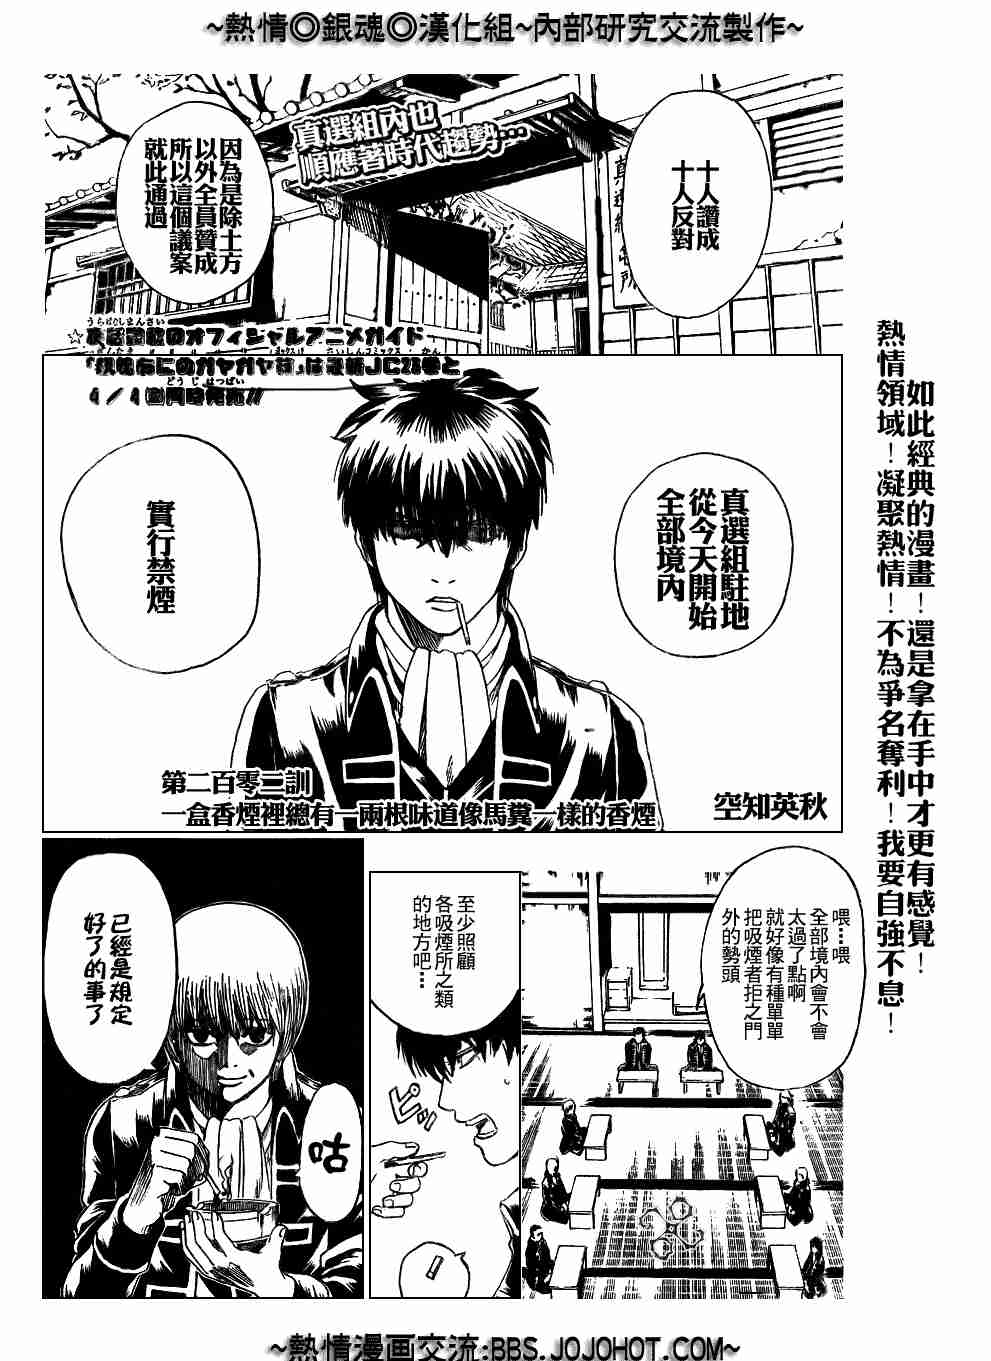 ~熱情◎銀魂◎漢化組~內部研究交流製作~
十人讚成
十人反對
真選組內也
順應著時代趨勢…
因為是除土方
以外全員贊成
所以這個議案
就此通過
真選組
真選組駐地
從今天開始
全部境內
實行禁煙
第二百零三訓
一盒香煙裡總有一兩根味道像馬糞一樣的香煙
空知英秋
喂…喂
全部境內會不會
太過了點啊
就好像有種單單
把吸煙者拒之門
外的勢頭
至少照顧
各吸煙所之類
的地方吧…
ピッ
已經是規定
好了的事了
咕
如此經典的漫畫！還是拿在手中才更有感覺！
熱情領域！凝聚熱情！不為爭名奪利！我要自強不息！
~熱情漫画交流:BBS.JOJOHOT.COM~